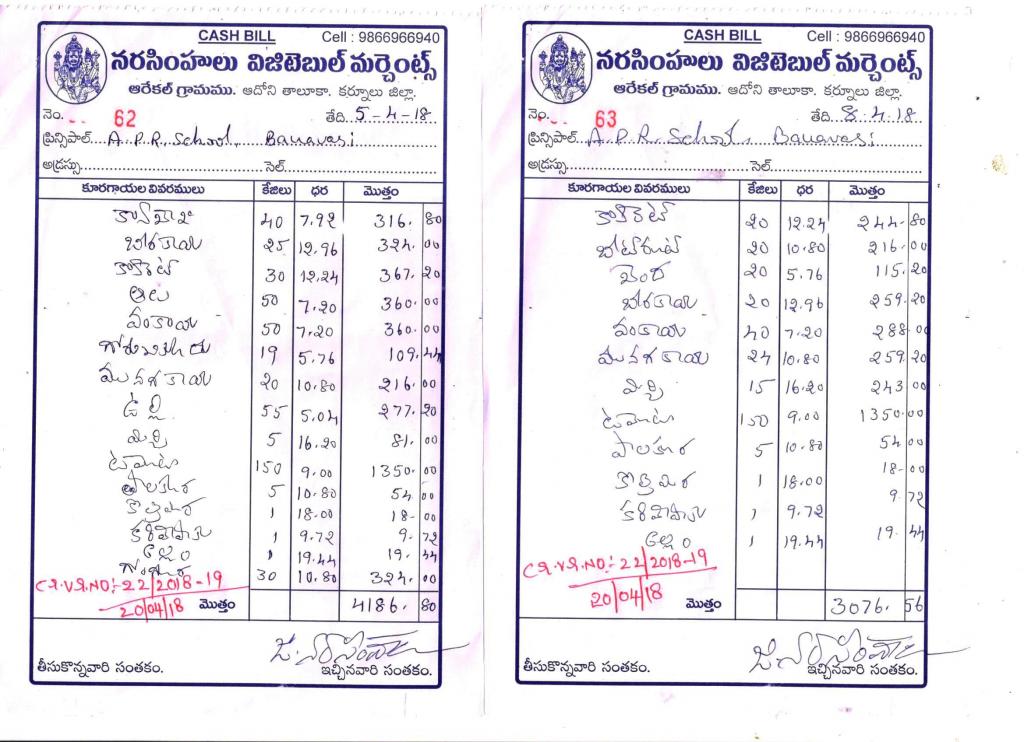 CASH BILL Cell : 9866966940
నరసింహులు విజిటెబుల్ మర్చెంట్స్
ఆరేకల్ గ్రామము. ఆదోని తాలూకా. కర్నూలు జిల్లా.
నెం. 62 తేది. 5-4-18
ప్రిన్సిపాల్ A.P.R. School, Banavasi
అడ్రస్సు సెల్
కూరగాయల వివరములు కేజిలు ధర మొత్తం
40 7.92 316.80
బీరకాయ 25 12.96 324.00
క్యారెట్ 30 12.24 367.20
ఆలు 50 7.20 360.00
వంకాయ 50 7.20 360.00
19 5.76 109.44
మునగకాయ 20 10.80 216.00
ఉల్లి 55 5.04 277.20
మిర్చి 5 16.20 81.00
టమోట 150 9.00 1350.00
పాలకూర 5 10.80 54.00
కొత్తిమీర 1 18.00 18-00
కరివేపాకు 1 9.72 9.72
అల్లం 1 19.44 19.44
గోంగూర 30 10.80 324.00
C.B.V.R.NO:-22/2018-19
20/04/18 మొత్తం 4186.80
తీసుకొన్నవారి సంతకం. ఇచ్చినవారి సంతకం.
CASH BILL Cell : 9866966940
నరసింహులు విజిటెబుల్ మర్చెంట్స్
ఆరేకల్ గ్రామము. ఆదోని తాలూకా. కర్నూలు జిల్లా.
నెం. 63 తేది. 8.4.18
ప్రిన్సిపాల్ A.P.R. School, Banavasi
అడ్రస్సు సెల్
కూరగాయల వివరములు కేజిలు ధర మొత్తం
క్యారెట్ 20 12.24 244.80
బీట్‌రూట్ 20 10.80 216.00
బెండ 20 5.76 115.20
బీరకాయ 20 12.96 259.20
వంకాయ 40 7.20 288.00
మునగకాయ 24 10.80 259.20
మిర్చి 15 16.20 243 00
టమోట 150 9.00 1350.00
పాలకూర 5 10.80 54 00
కొత్తిమీర 1 18.00 18-00
కరివేపాకు 1 9.72 9.72
అల్లం 1 19.44 19.44
C.B.V.R.NO:-22/2018-19
20/04/18 మొత్తం 3076.56
తీసుకొన్నవారి సంతకం. ఇచ్చినవారి సంతకం.